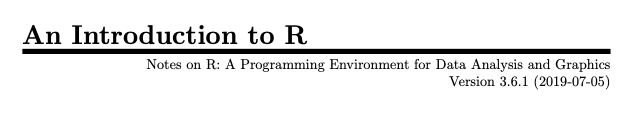 An Introduction to R
Notes on R: A Programming Environment for Data Analysis and Graphics
Version 3.6.1 (2019-07-05)